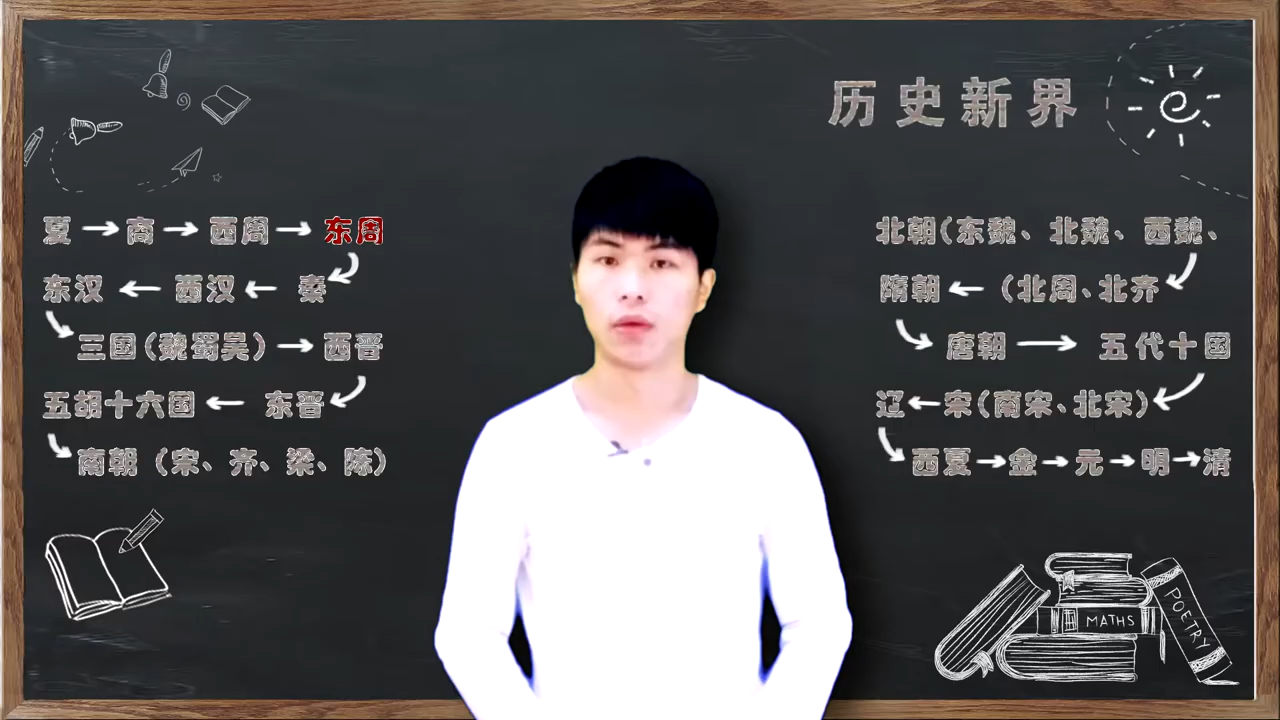 历史新界
夏→商→西周→东周
东汉←西汉←秦
三国(魏蜀吴)→西晋
五胡十六国←东晋
南朝(宋、齐、梁、陈)
北朝(东魏、北魏、西魏、
隋朝←(北周、北齐
唐朝→五代十国
辽←宋(南宋、北宋)
西夏→金→元→明→清
MATHS
POETRY